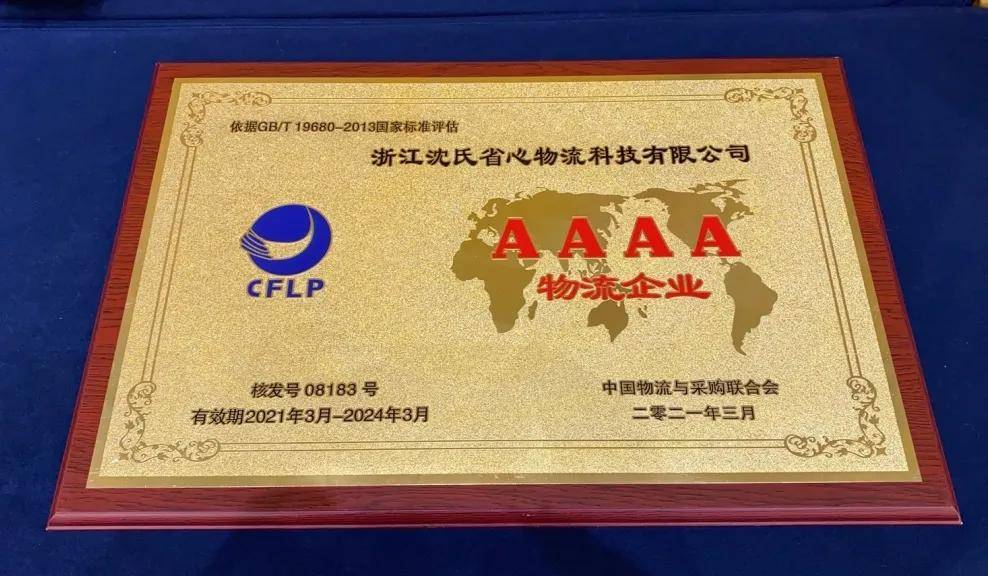 依据GB/T 19680-2013国家标准评估
浙江沈氏省心物流科技有限公司
AAAA
物流企业
CFLP
核发号 08183 号
有效期2021年3月-2024年3月
中国物流与采购联合会
二零二一年三月